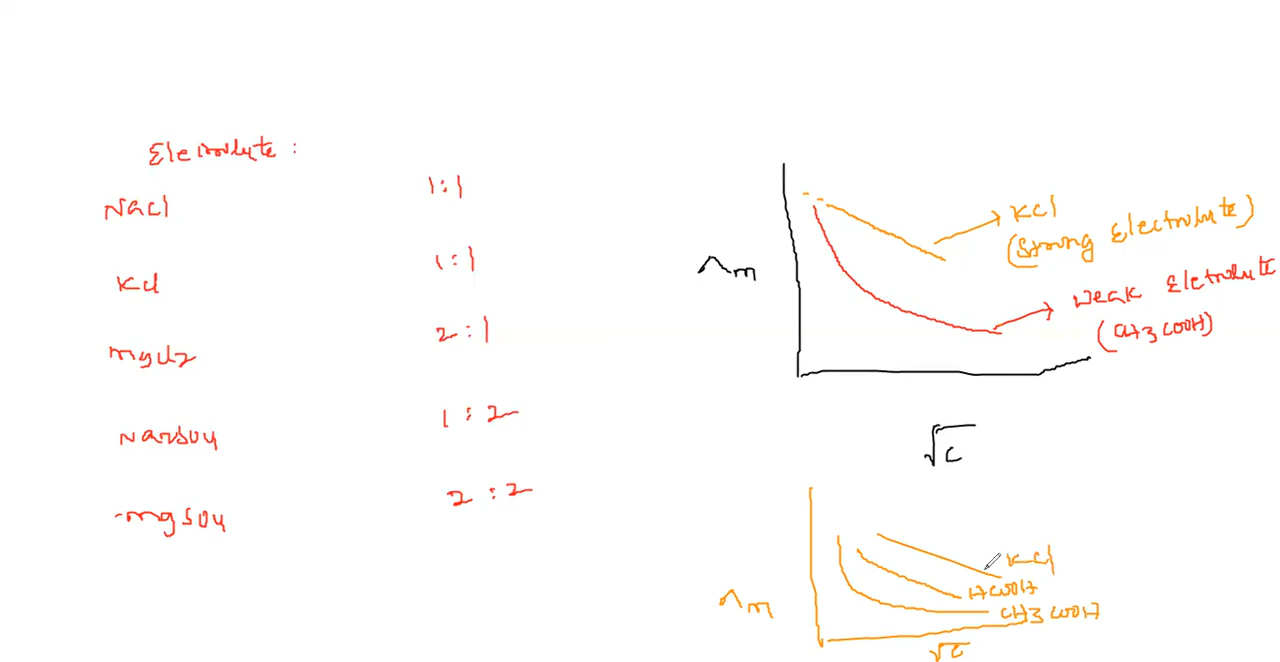 Electrolyte :
NaCl 1:1
KCl 1:1
MgCl2 2:1
Na2SO4 1:2
MgSO4 2:2
Λm
KCl
(Strong Electrolyte)
Weak Electrolyte
(CH3COOH)
√C
Λm
KCl
HCOOH
CH3COOH
√C